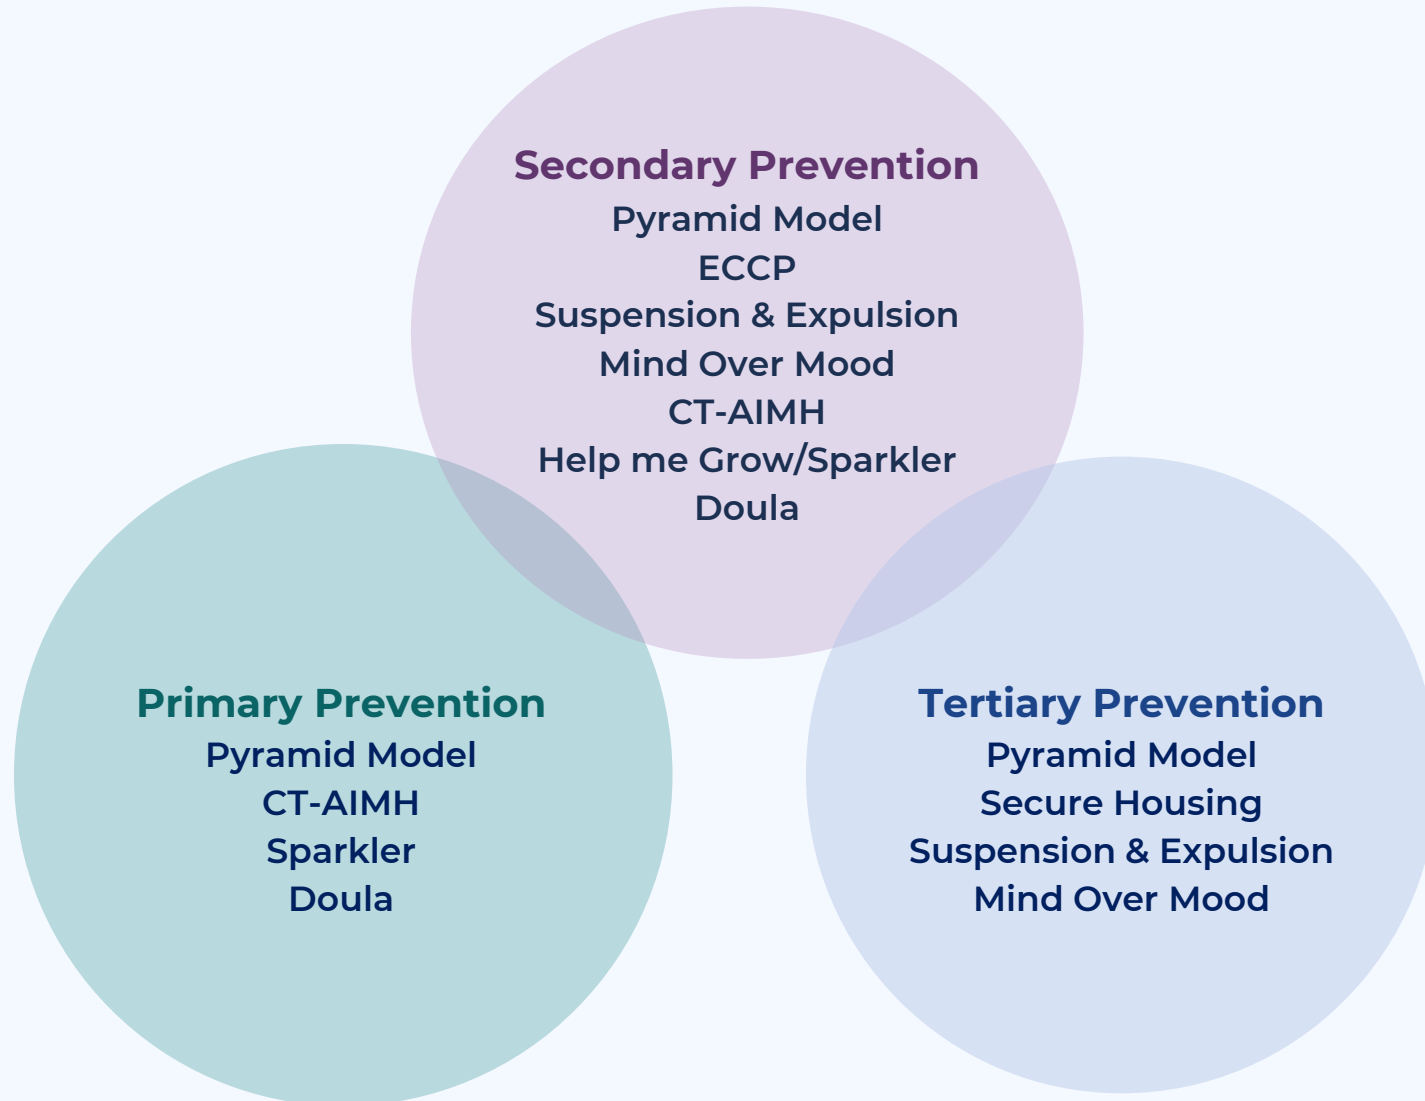 Secondary Prevention
Pyramid Model
ECCP
Suspension & Expulsion
Mind Over Mood
CT-AIMH
Help me Grow/Sparkler
Doula
Primary Prevention
Pyramid Model
CT-AIMH
Sparkler
Doula
Tertiary Prevention
Pyramid Model
Secure Housing
Suspension & Expulsion
Mind Over Mood